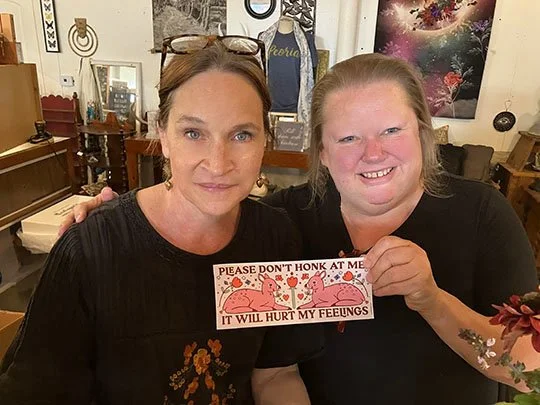 Peoria
PLEASE DON'T HONK AT ME
IT WILL HURT MY FEELINGS